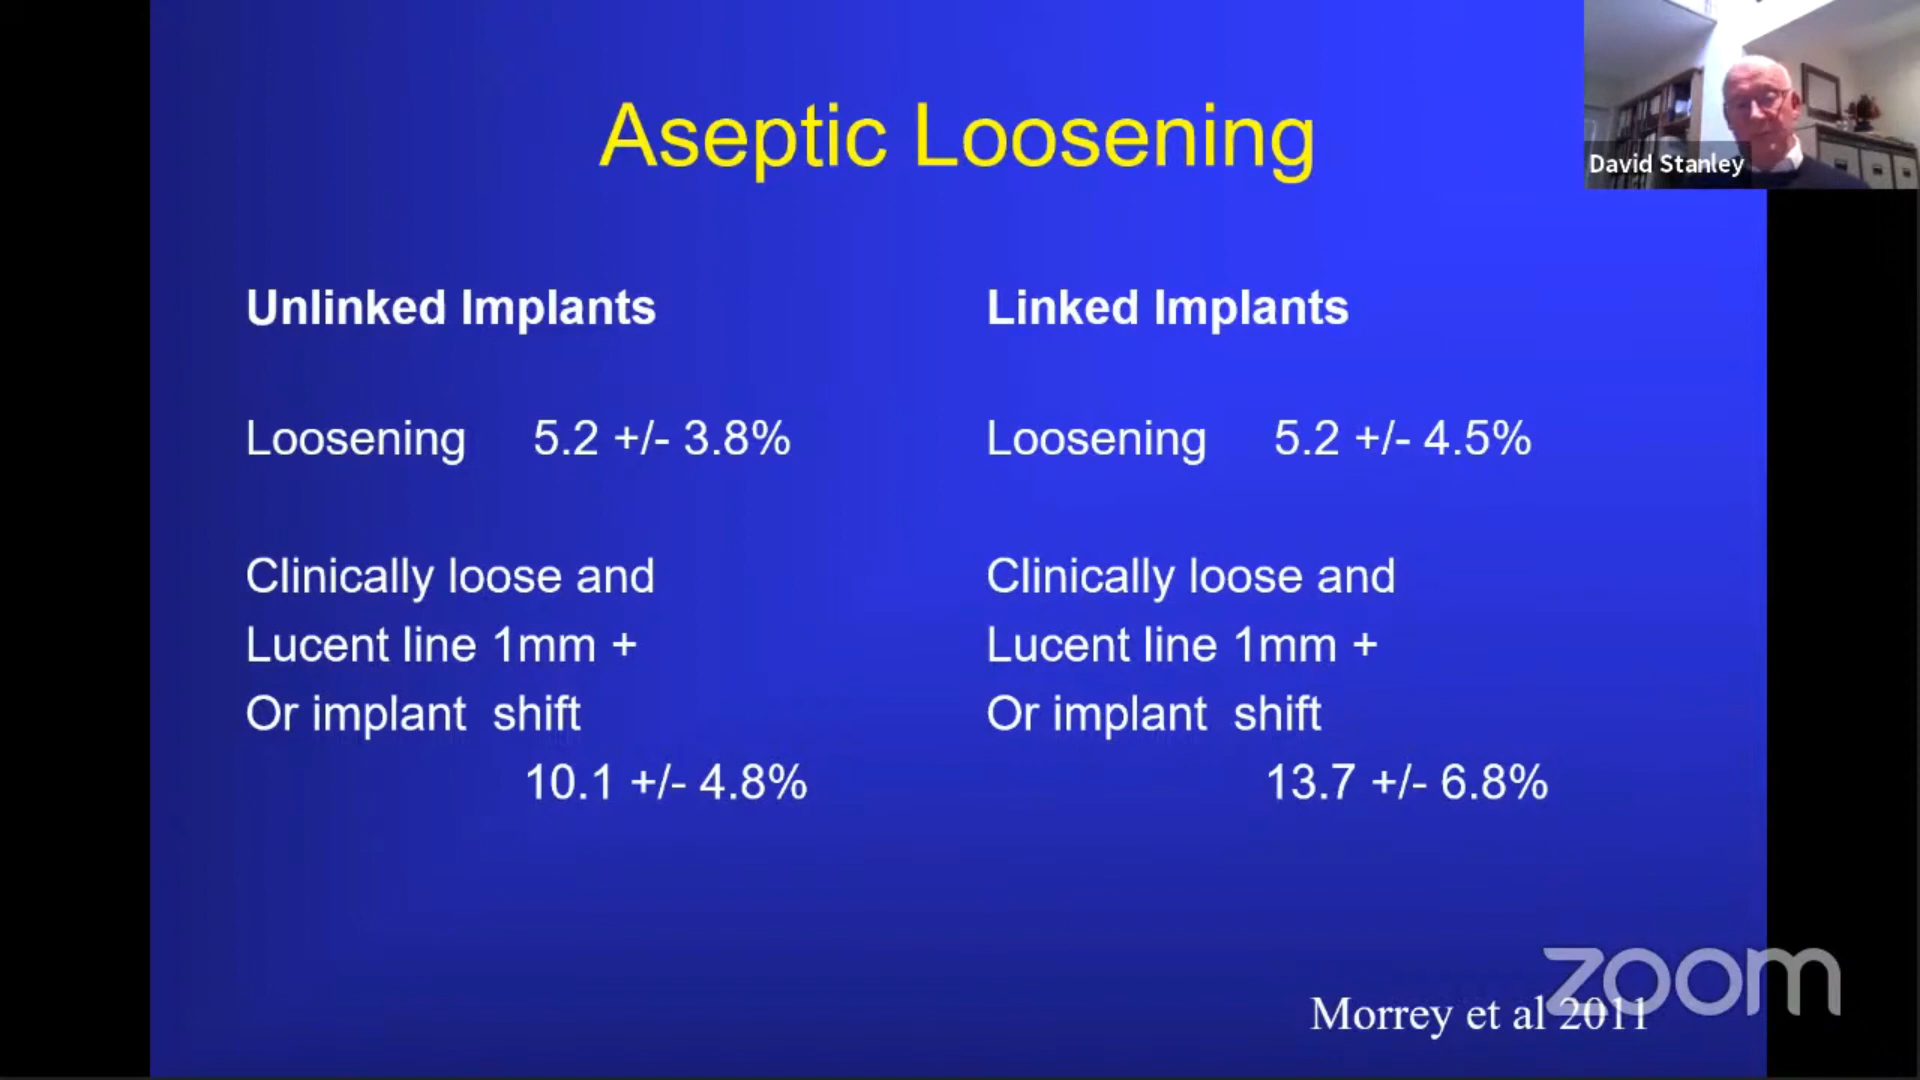 Aseptic Loosening
David Stanley
Unlinked Implants
Loosening 5.2 +/- 3.8%
Clinically loose and
Lucent line 1mm +
Or implant shift
10.1 +/- 4.8%
Linked Implants
Loosening 5.2 +/- 4.5%
Clinically loose and
Lucent line 1mm +
Or implant shift
13.7 +/- 6.8%
zoom
Morrey et al 2011